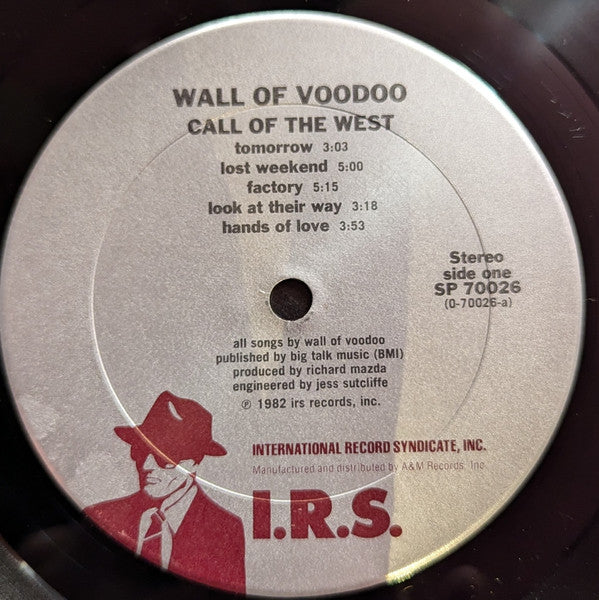 WALL OF VOODOO
CALL OF THE WEST
tomorrow 3:03
lost weekend 5:00
factory 5:15
look at their way 3:18
hands of love 3:53
Stereo
side one
SP 70026
(0-70026-a)
all songs by wall of voodoo
published by big talk music (BMI)
produced by richard mazda
engineered by jess sutcliffe
℗ 1982 irs records, inc.
INTERNATIONAL RECORD SYNDICATE, INC.
Manufactured and distributed by A&M Records, Inc.
I.R.S.